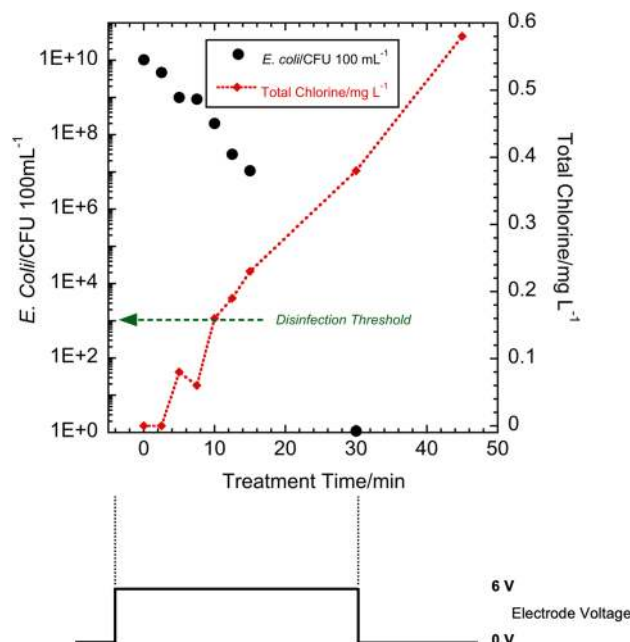 0.6
1E+10
E. coli/CFU 100 mL⁻¹
Total Chlorine/mg L⁻¹
0.5
1E+8
0.4
1E+6
0.3
1E+4
0.2
Disinfection Threshold
1E+2
0.1
1E+0
0
E. Coli/CFU 100mL⁻¹
Total Chlorine/mg L⁻¹
0 10 20 30 40 50
Treatment Time/min
6 V
Electrode Voltage
0 V